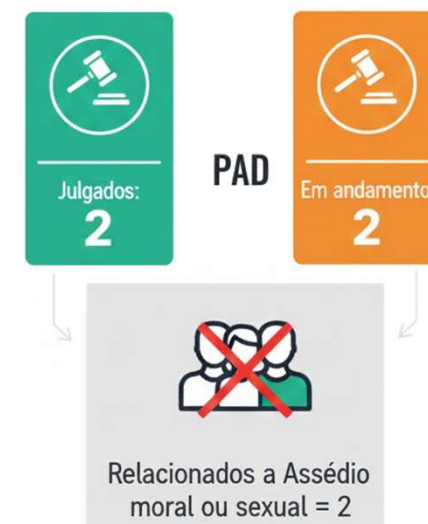 Julgados:
2
PAD
Em andamento
2
Relacionados a Assédio
moral ou sexual = 2